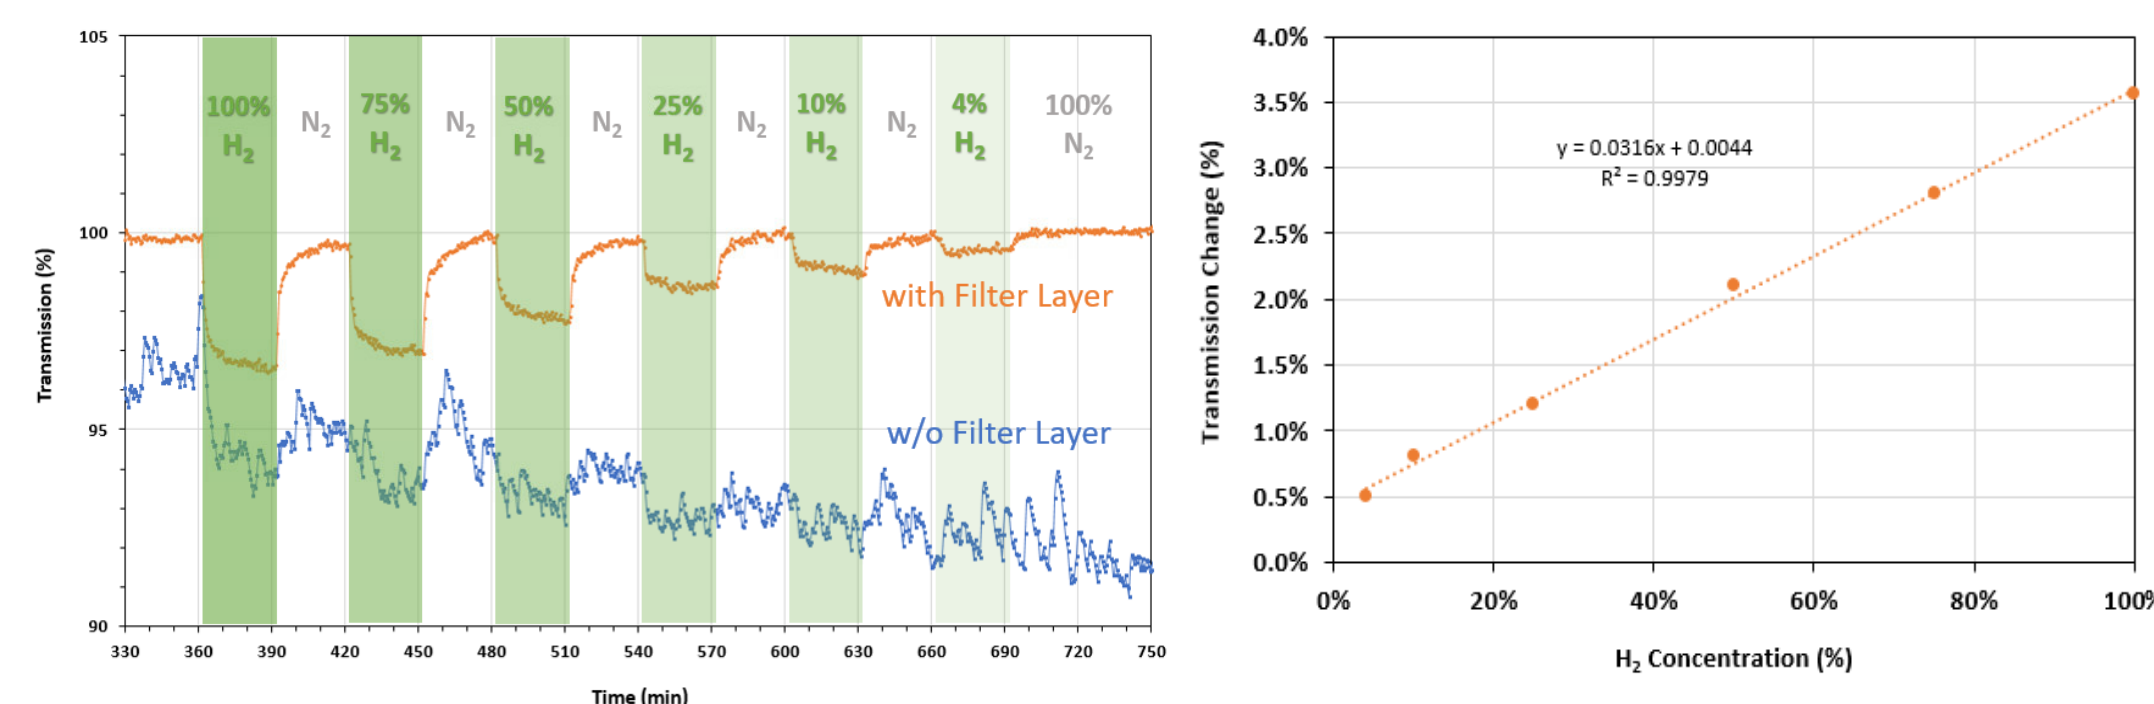 105
100
95
90
Transmission (%)
100%
H₂
N₂
75%
H₂
N₂
50%
H₂
N₂
25%
H₂
N₂
10%
H₂
N₂
4%
H₂
100%
N₂
with Filter Layer
w/o Filter Layer
330 360 390 420 450 480 510 540 570 600 630 660 690 720 750
Time (min)
4.0%
3.5%
3.0%
2.5%
2.0%
1.5%
1.0%
0.5%
0.0%
Transmission Change (%)
y = 0.0316x + 0.0044
R² = 0.9979
0% 20% 40% 60% 80% 100%
H₂ Concentration (%)